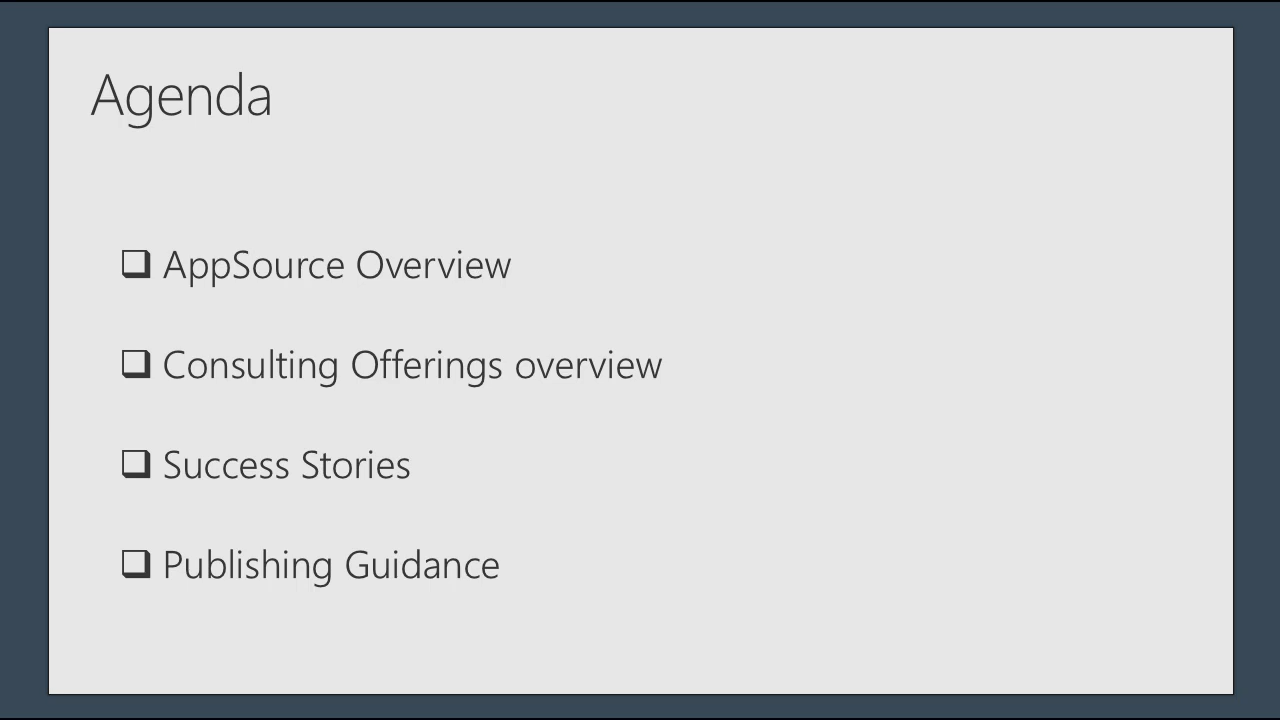 Agenda
AppSource Overview
Consulting Offerings overview
Success Stories
Publishing Guidance